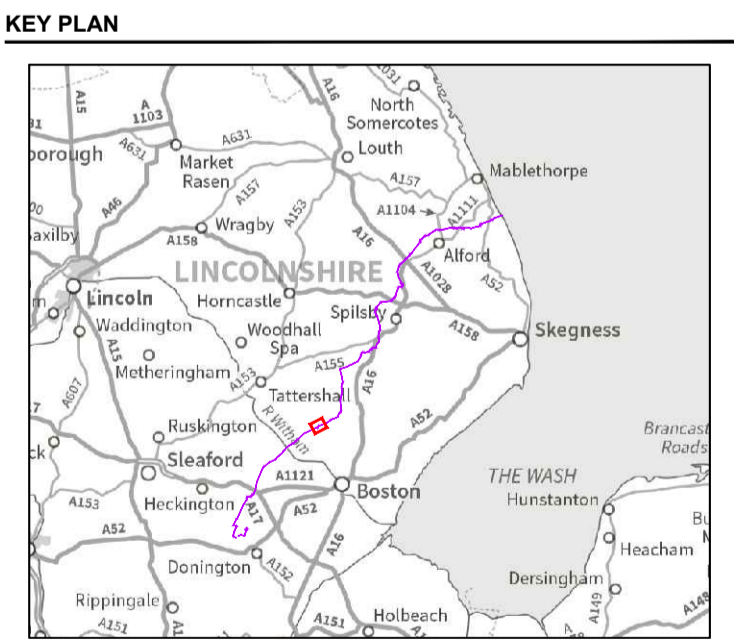 KEY PLAN
A15
A
1103
A631
A631
borough
Market
Rasen
A46
A157
Wragby
A158
A16
North
Somercotes
Louth
A157
Mablethorpe
A1104
A1111
A153
A16
Alford
A1028
A52
axilby
LINCOLNSHIRE
Lincoln
Horncastle
Spilsby
A158
Skegness
Waddington
Woodhall
Spa
Metheringham
A15
A155
A153
A607
Tattershall
A16
A52
R Witham
Ruskington
Sleaford
A1121
Boston
Heckington
A153
A17
A52
A52
Donington
A152
A16
Rippingale
A151
A151
Holbeach
THE WASH
Brancast
Roads
Hunstanton
Heacham
Dersingham
A149
A148